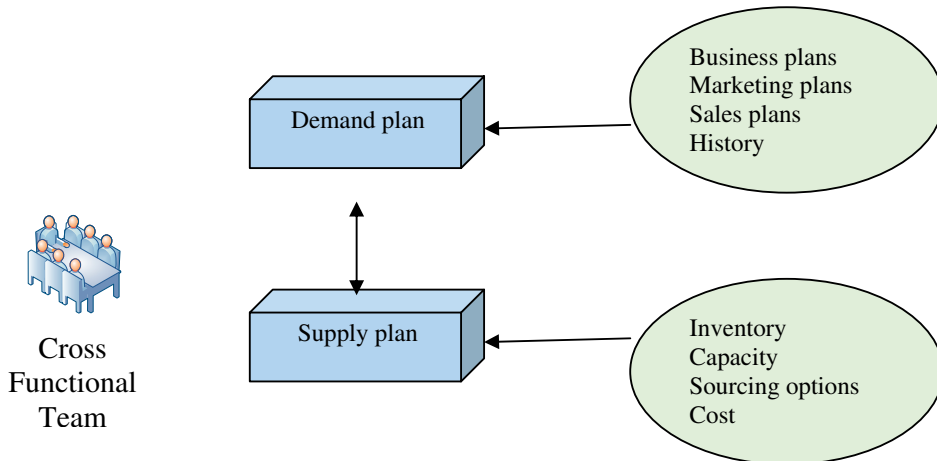 Demand plan
Business plans
Marketing plans
Sales plans
History
Supply plan
Inventory
Capacity
Sourcing options
Cost
Cross
Functional
Team